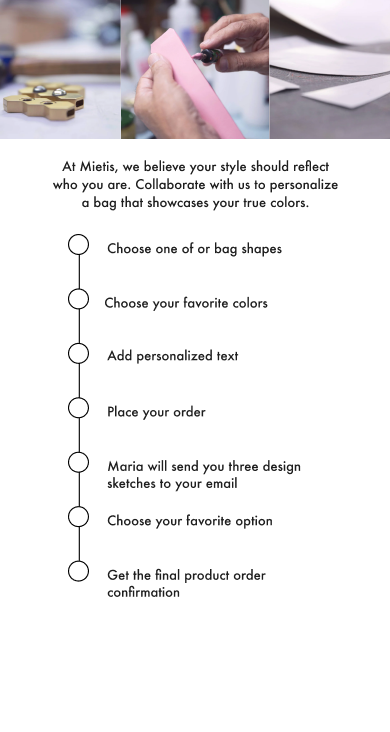 At Mietis, we believe your style should reflect
who you are. Collaborate with us to personalize
a bag that showcases your true colors.
Choose one of or bag shapes
Choose your favorite colors
Add personalized text
Place your order
Maria will send you three design
sketches to your email
Choose your favorite option
Get the final product order
confirmation